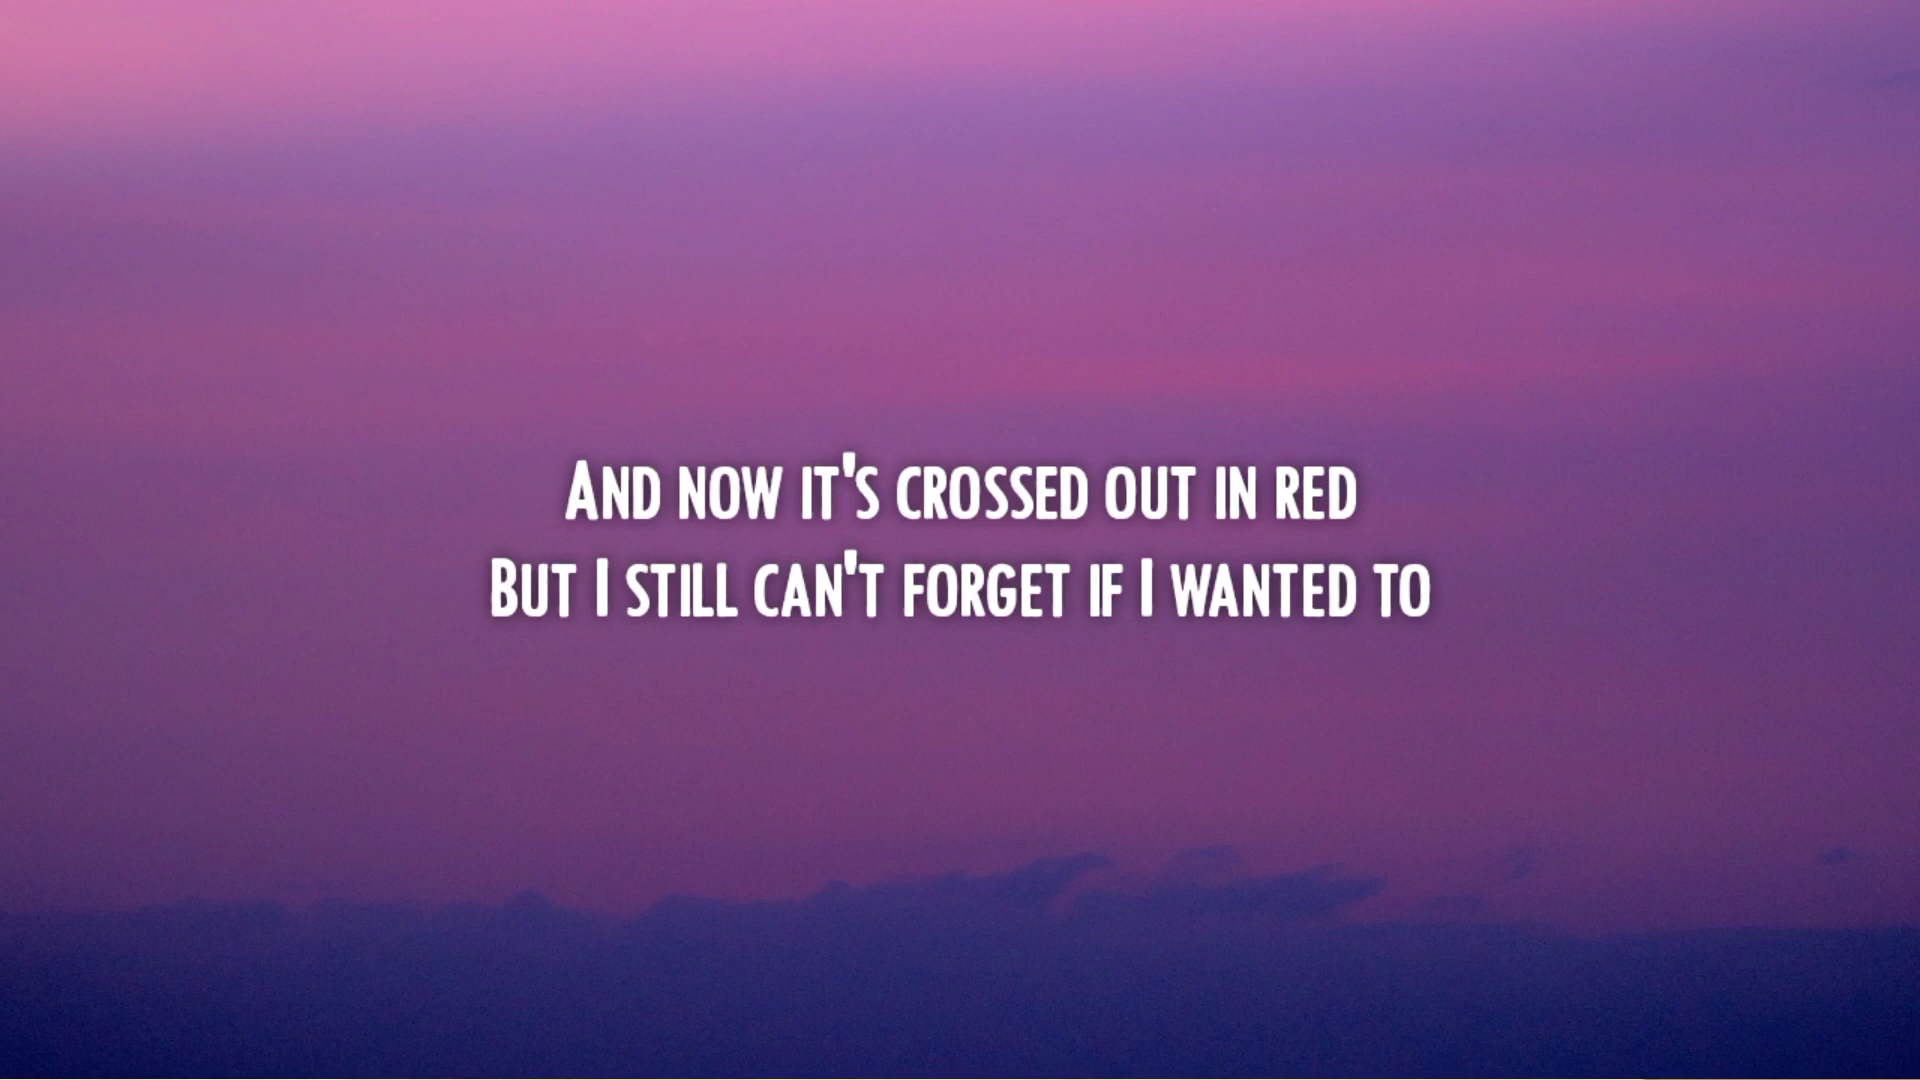 And now it's crossed out in red
But I still can't forget if I wanted to